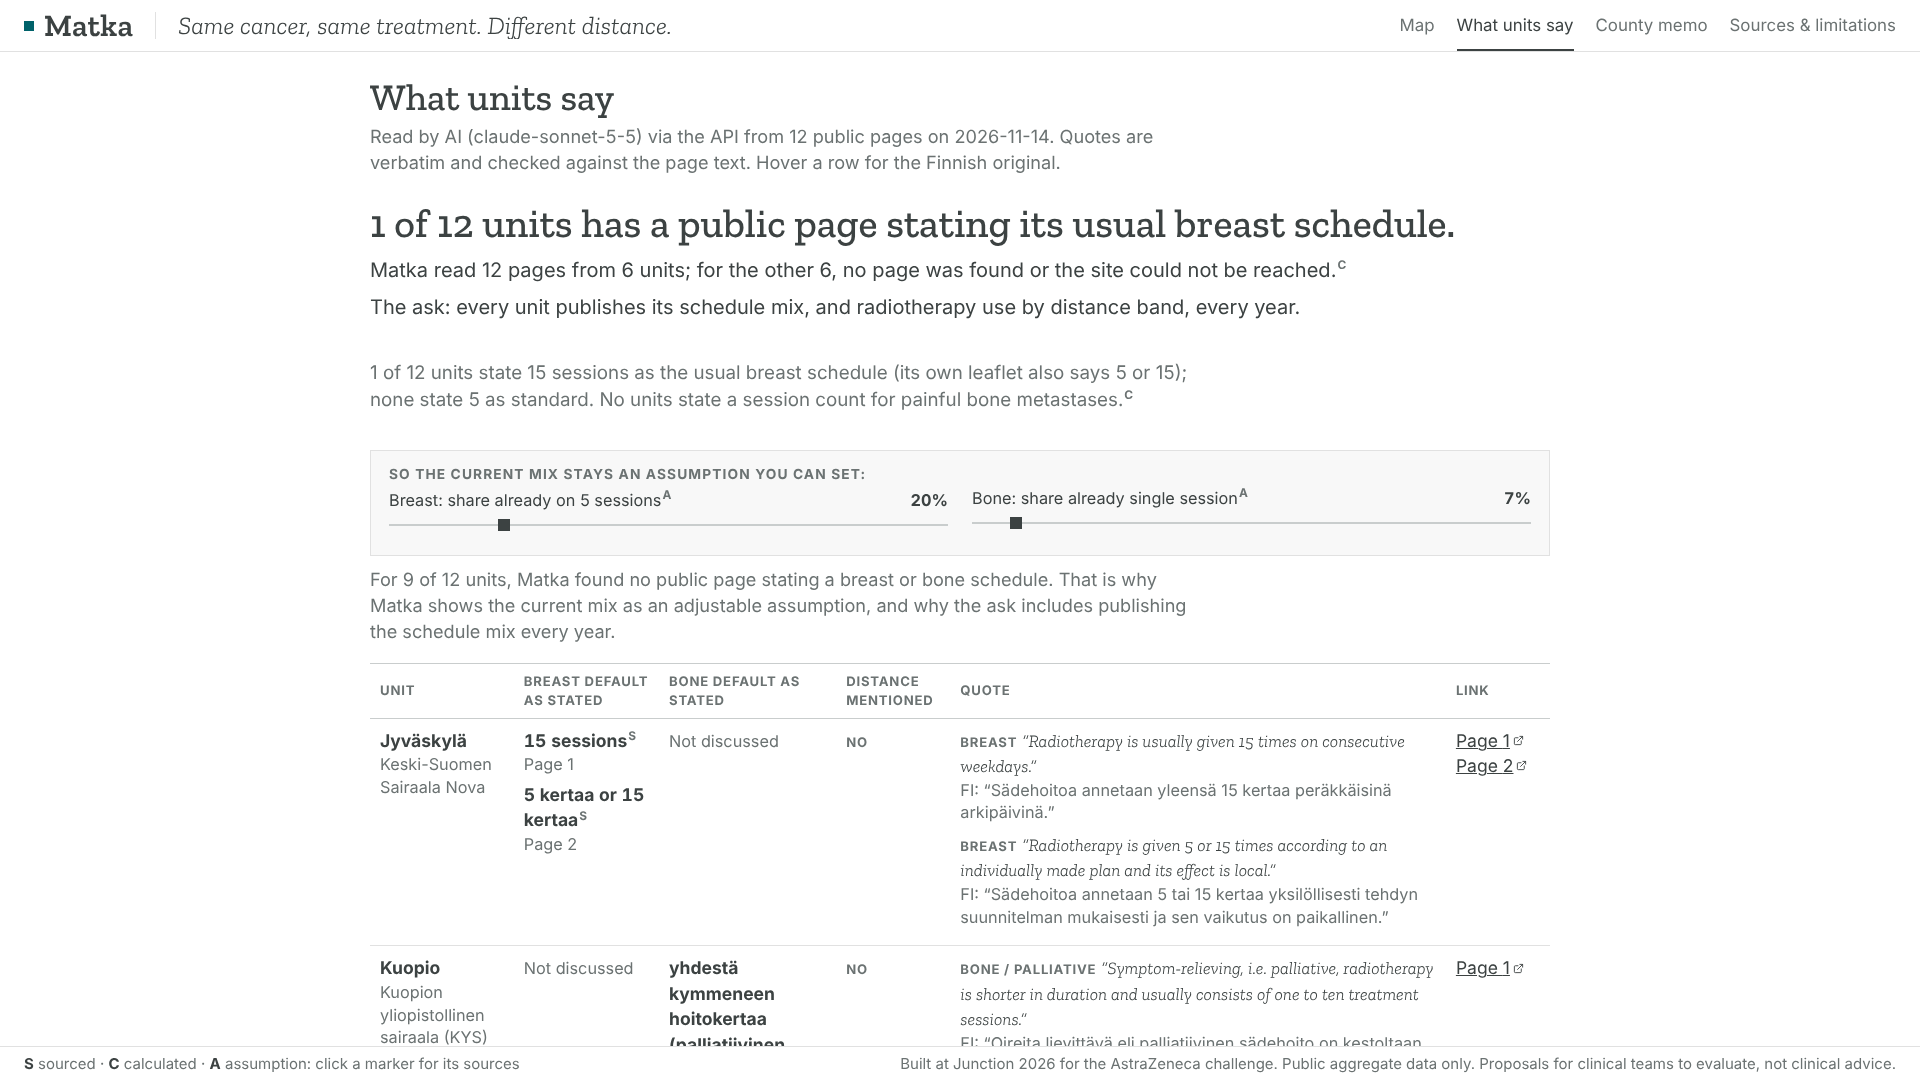 Matka
Same cancer, same treatment. Different distance.
Map
What units say
County memo
Sources & limitations
What units say
Read by AI (claude-sonnet-5-5) via the API from 12 public pages on 2026-11-14. Quotes are
verbatim and checked against the page text. Hover a row for the Finnish original.
1 of 12 units has a public page stating its usual breast schedule.
Matka read 12 pages from 6 units; for the other 6, no page was found or the site could not be reached.C
The ask: every unit publishes its schedule mix, and radiotherapy use by distance band, every year.
1 of 12 units state 15 sessions as the usual breast schedule (its own leaflet also says 5 or 15);
none state 5 as standard. No units state a session count for painful bone metastases.C
SO THE CURRENT MIX STAYS AN ASSUMPTION YOU CAN SET:
Breast: share already on 5 sessionsA
20%
Bone: share already single sessionA
7%
For 9 of 12 units, Matka found no public page stating a breast or bone schedule. That is why
Matka shows the current mix as an adjustable assumption, and why the ask includes publishing
the schedule mix every year.
UNIT
BREAST DEFAULT
AS STATED
BONE DEFAULT AS
STATED
DISTANCE
MENTIONED
QUOTE
LINK
Jyväskylä
Keski-Suomen
Sairaala Nova
15 sessionsS
Page 1
5 kertaa or 15
kertaaS
Page 2
Not discussed
NO
BREAST "Radiotherapy is usually given 15 times on consecutive
weekdays."
FI: "Sädehoitoa annetaan yleensä 15 kertaa peräkkäisinä
arkipäivinä."
BREAST "Radiotherapy is given 5 or 15 times according to an
individually made plan and its effect is local."
FI: "Sädehoitoa annetaan 5 tai 15 kertaa yksilöllisesti tehdyn
suunnitelman mukaisesti ja sen vaikutus on paikallinen."
Page 1
Page 2
Kuopio
Kuopion
yliopistollinen
sairaala (KYS)
Not discussed
yhdestä
kymmeneen
hoitokertaa
(palliatiivinen
NO
BONE / PALLIATIVE "Symptom-relieving, i.e. palliative, radiotherapy
is shorter in duration and usually consists of one to ten treatment
sessions."
FI: "Oireita lievittävä eli palliatiivinen sädehoito on kestoltaan
Page 1
S sourced · C calculated · A assumption: click a marker for its sources
Built at Junction 2026 for the AstraZeneca challenge. Public aggregate data only. Proposals for clinical teams to evaluate, not clinical advice.